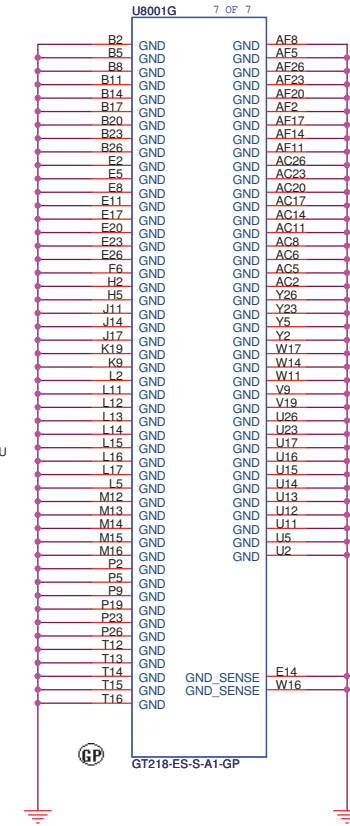 U8001G 7 OF 7
B2 GND GND AF8
B5 GND GND AF5
B8 GND GND AF26
B11 GND GND AF23
B14 GND GND AF20
B17 GND GND AF2
B20 GND GND AF17
B23 GND GND AF14
B26 GND GND AF11
E2 GND GND AC26
E5 GND GND AC23
E8 GND GND AC20
E11 GND GND AC17
E17 GND GND AC14
E20 GND GND AC11
E23 GND GND AC8
E26 GND GND AC6
F6 GND GND AC5
H2 GND GND AC2
H5 GND GND Y26
J11 GND GND Y23
J14 GND GND Y5
J17 GND GND Y2
K19 GND GND W17
K9 GND GND W14
L2 GND GND W11
L11 GND GND V9
L12 GND GND V19
L13 GND GND U26
L14 GND GND U23
L15 GND GND U17
U L16 GND GND U16
L17 GND GND U15
L5 GND GND U14
M12 GND GND U13
M13 GND GND U12
M14 GND GND U11
M15 GND GND U5
M16 GND GND U2
P2 GND
P5 GND
P9 GND
P19 GND
P23 GND
P26 GND
T12 GND
T13 GND
T14 GND GND_SENSE E14
T15 GND GND_SENSE W16
T16 GND
GP
GT218-ES-S-A1-GP